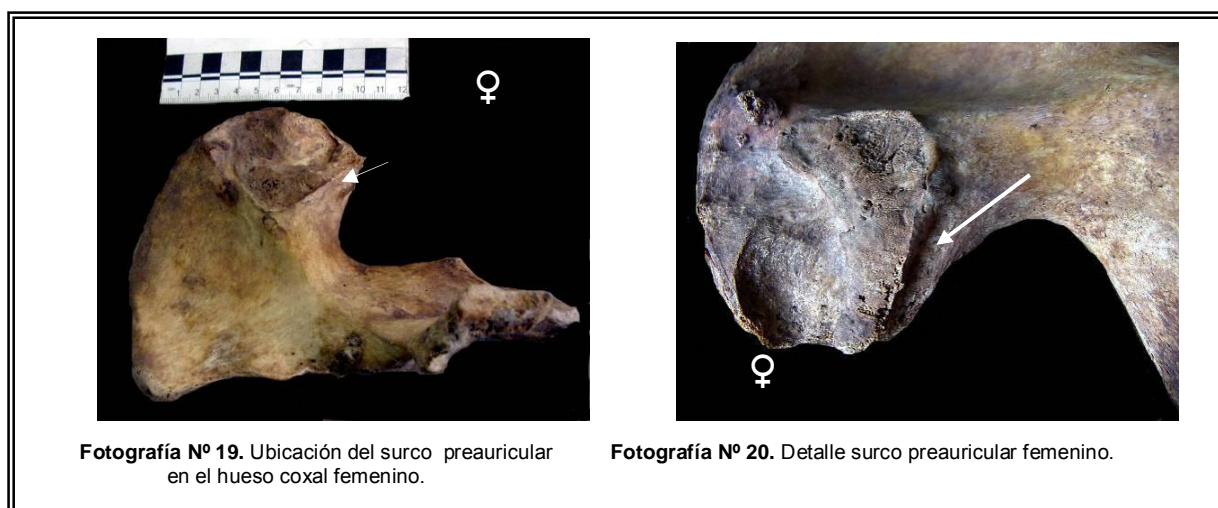 1 2 3 4 5 6 7 8 9 10 11 12
♀
♀
Fotografía Nº 19. Ubicación del surco preauricular
en el hueso coxal femenino.
Fotografía Nº 20. Detalle surco preauricular femenino.